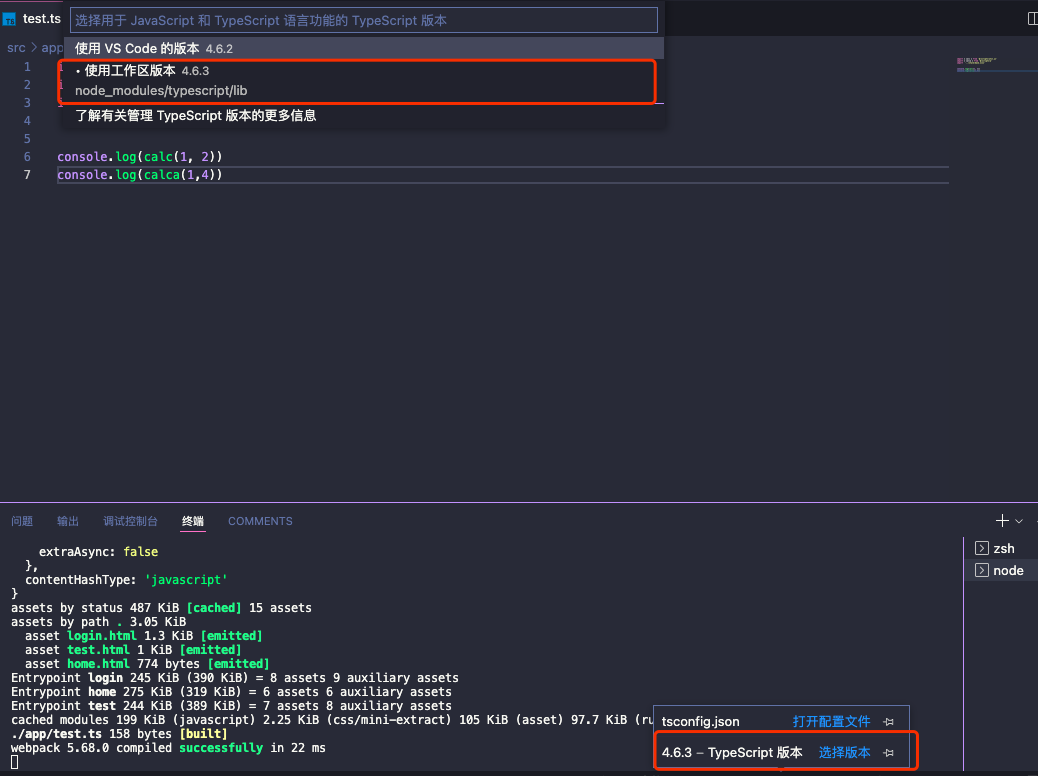 test.ts
选择用于 JavaScript 和 TypeScript 语言功能的 TypeScript 版本
src > app
使用 VS Code 的版本 4.6.2
• 使用工作区版本 4.6.3
node_modules/typescript/lib
了解有关管理 TypeScript 版本的更多信息
1
2
3
4
5
6 console.log(calc(1, 2))
7 console.log(calca(1,4))
问题 输出 调试控制台 终端 COMMENTS
zsh
node
extraAsync: false
},
contentHashType: 'javascript'
}
assets by status 487 KiB [cached] 15 assets
assets by path . 3.05 KiB
asset login.html 1.3 KiB [emitted]
asset test.html 1 KiB [emitted]
asset home.html 774 bytes [emitted]
Entrypoint login 245 KiB (390 KiB) = 8 assets 9 auxiliary assets
Entrypoint home 275 KiB (319 KiB) = 6 assets 6 auxiliary assets
Entrypoint test 244 KiB (389 KiB) = 7 assets 8 auxiliary assets
cached modules 199 KiB (javascript) 2.25 KiB (css/mini-extract) 105 KiB (asset) 97.7 KiB (ru
./app/test.ts 158 bytes [built]
webpack 5.68.0 compiled successfully in 22 ms
tsconfig.json 打开配置文件
4.6.3 – TypeScript 版本 选择版本